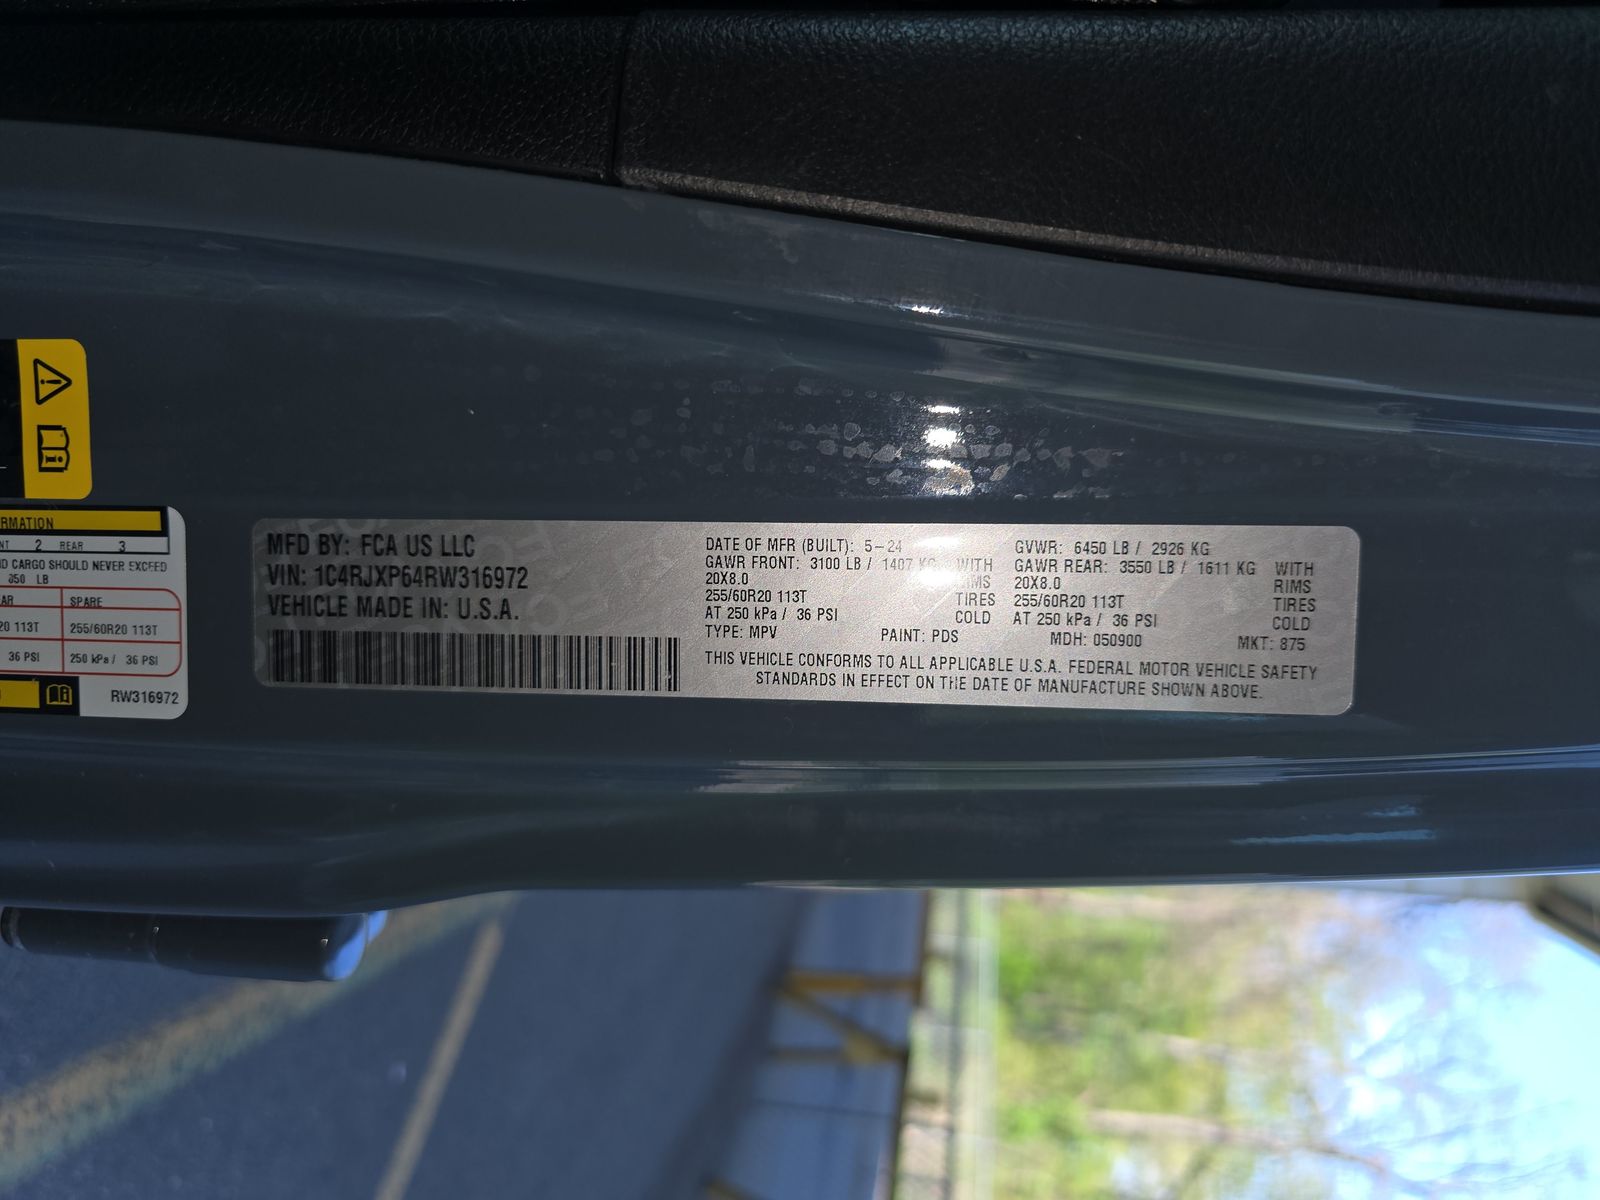 RMATION
NT 2 REAR 3
D CARGO SHOULD NEVER EXCEED
850 LB
AR SPARE
20 113T 255/60R20 113T
36 PSI 250 kPa / 36 PSI
RW316972
MFD BY: FCA US LLC
VIN: 1C4RJXP64RW316972
VEHICLE MADE IN: U.S.A.
DATE OF MFR (BUILT): 5-24 GVWR: 6450 LB / 2926 KG
GAWR FRONT: 3100 LB / 1407 KG WITH GAWR REAR: 3550 LB / 1611 KG WITH
20X8.0 RIMS 20X8.0 RIMS
255/60R20 113T TIRES 255/60R20 113T TIRES
AT 250 kPa / 36 PSI COLD AT 250 kPa / 36 PSI COLD
TYPE: MPV PAINT: PDS MDH: 050900 MKT: 875
THIS VEHICLE CONFORMS TO ALL APPLICABLE U.S.A. FEDERAL MOTOR VEHICLE SAFETY
STANDARDS IN EFFECT ON THE DATE OF MANUFACTURE SHOWN ABOVE.